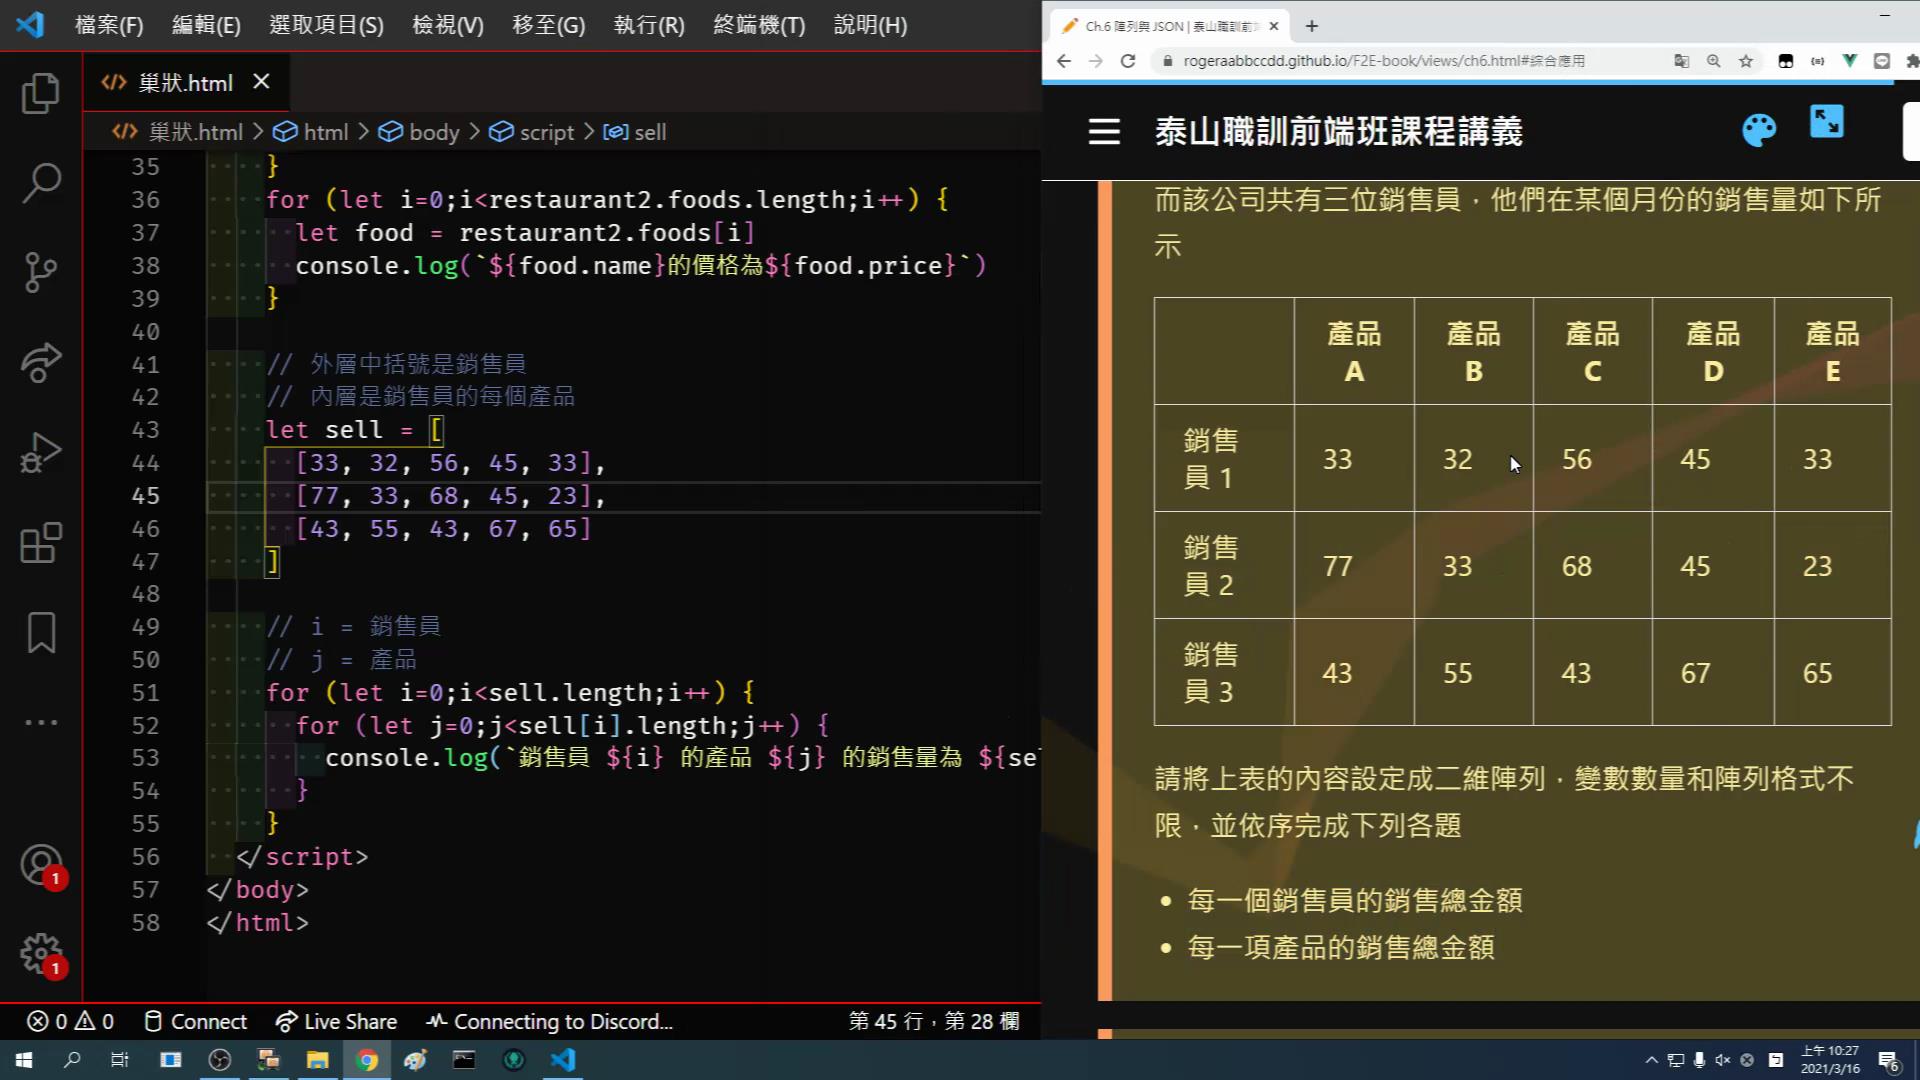 檔案(F) 編輯(E) 選取項目(S) 檢視(V) 移至(G) 執行(R) 終端機(T) 說明(H)
巢狀.html
巢狀.html > html > body > script > sell
35 }
36 for (let i=0;i<restaurant2.foods.length;i++) {
37 let food = restaurant2.foods[i]
38 console.log(`${food.name}的價格為${food.price}`)
39 }
40
41 // 外層中括號是銷售員
42 // 內層是銷售員的每個產品
43 let sell = [
44 [33, 32, 56, 45, 33],
45 [77, 33, 68, 45, 23],
46 [43, 55, 43, 67, 65]
47 ]
48
49 // i = 銷售員
50 // j = 產品
51 for (let i=0;i<sell.length;i++) {
52 for (let j=0;j<sell[i].length;j++) {
53 console.log(`銷售員 ${i} 的產品 ${j} 的銷售量為 ${se
54 }
55 }
56 </script>
57 </body>
58 </html>
1
1
0 0 Connect Live Share Connecting to Discord... 第 45 行，第 28 欄
Ch.6 陣列與 JSON | 泰山職訓前
rogeraabbccdd.github.io/F2E-book/views/ch6.html#綜合應用
泰山職訓前端班課程講義
而該公司共有三位銷售員，他們在某個月份的銷售量如下所
示
產品 A 產品 B 產品 C 產品 D 產品 E
銷售員 1 33 32 56 45 33
銷售員 2 77 33 68 45 23
銷售員 3 43 55 43 67 65
請將上表的內容設定成二維陣列，變數數量和陣列格式不
限，並依序完成下列各題
• 每一個銷售員的銷售總金額
• 每一項產品的銷售總金額
上午 10:27
2021/3/16
6